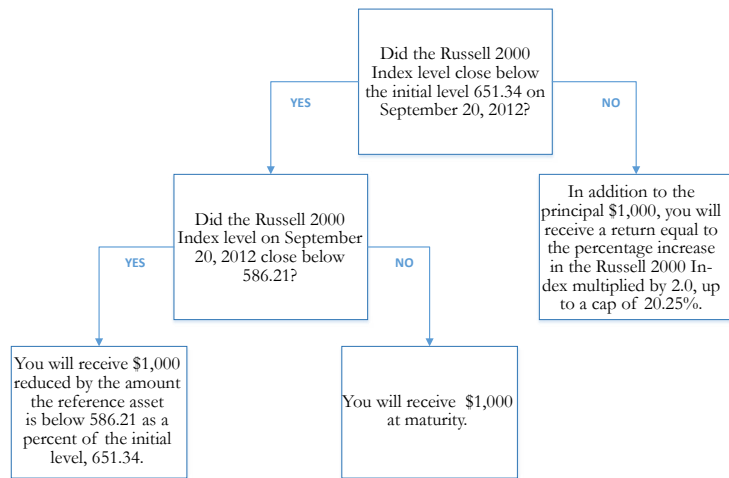 Did the Russell 2000
Index level close below
the initial level 651.34 on
September 20, 2012?
YES
NO
Did the Russell 2000
Index level on September
20, 2012 close below
586.21?
In addition to the
principal $1,000, you will
receive a return equal to
the percentage increase
in the Russell 2000 In-
dex multiplied by 2.0, up
to a cap of 20.25%.
YES
NO
You will receive $1,000
reduced by the amount
the reference asset
is below 586.21 as a
percent of the initial
level, 651.34.
You will receive $1,000
at maturity.